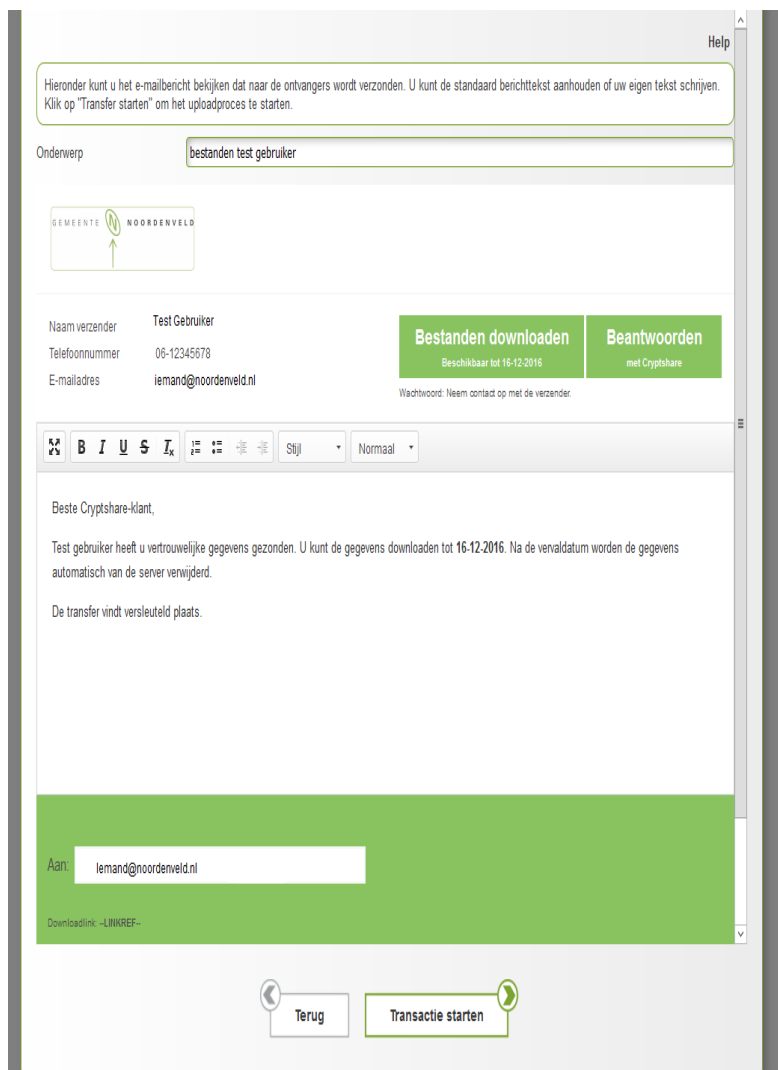 Help
Hieronder kunt u het e-mailbericht bekijken dat naar de ontvangers wordt verzonden. U kunt de standaard berichttekst aanhouden of uw eigen tekst schrijven.
Klik op "Transfer starten" om het uploadproces te starten.
Onderwerp
bestanden test gebruiker
GEMEENTE N NOORDENVELD
Naam verzender Test Gebruiker
Telefoonnummer 06-12345678
E-mailadres iemand@noordenveld.nl
Bestanden downloaden
Beschikbaar tot 16-12-2016
Beantwoorden
met Cryptshare
Wachtwoord: Neem contact op met de verzender.
B I U S Ix Stijl Normaal
Beste Cryptshare-klant,
Test gebruiker heeft u vertrouwelijke gegevens gezonden. U kunt de gegevens downloaden tot 16-12-2016. Na de vervaldatum worden de gegevens
automatisch van de server verwijderd.
De transfer vindt versleuteld plaats.
Aan: Iemand@noordenveld.nl
Downloadlink: --LINKREF--
Terug
Transactie starten